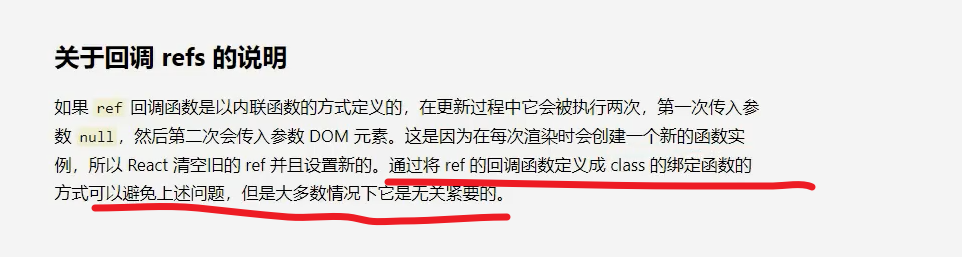 关于回调 refs 的说明
如果 ref 回调函数是以内联函数的方式定义的，在更新过程中它会被执行两次，第一次传入参
数 null，然后第二次会传入参数 DOM 元素。这是因为在每次渲染时会创建一个新的函数实
例，所以 React 清空旧的 ref 并且设置新的。通过将 ref 的回调函数定义成 class 的绑定函数的
方式可以避免上述问题，但是大多数情况下它是无关紧要的。